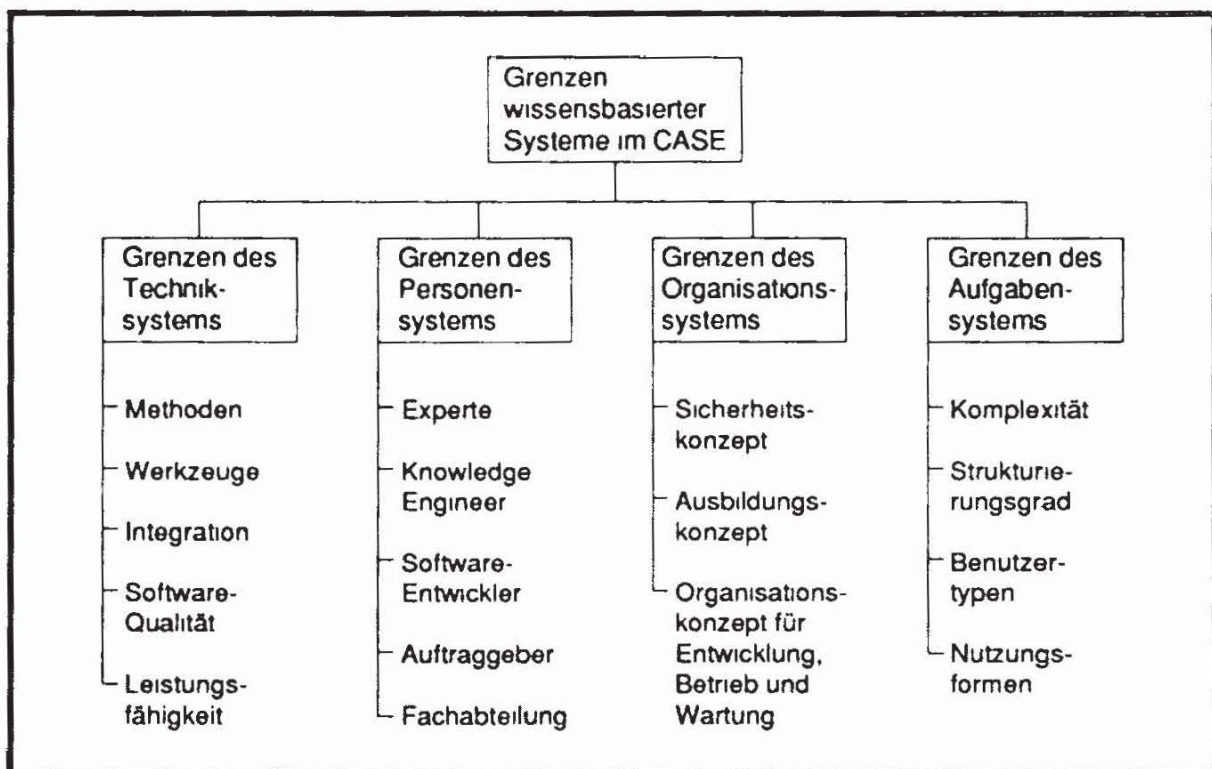 Grenzen
wissensbasierter
Systeme im CASE
Grenzen des
Technik-
systems
Methoden
Werkzeuge
Integration
Software-
Qualität
Leistungs-
fähigkeit
Grenzen des
Personen-
systems
Experte
Knowledge
Engineer
Software-
Entwickler
Auftraggeber
Fachabteilung
Grenzen des
Organisations-
systems
Sicherheits-
konzept
Ausbildungs-
konzept
Organisations-
konzept für
Entwicklung,
Betrieb und
Wartung
Grenzen des
Aufgaben-
systems
Komplexität
Strukturie-
rungsgrad
Benutzer-
typen
Nutzungs-
formen